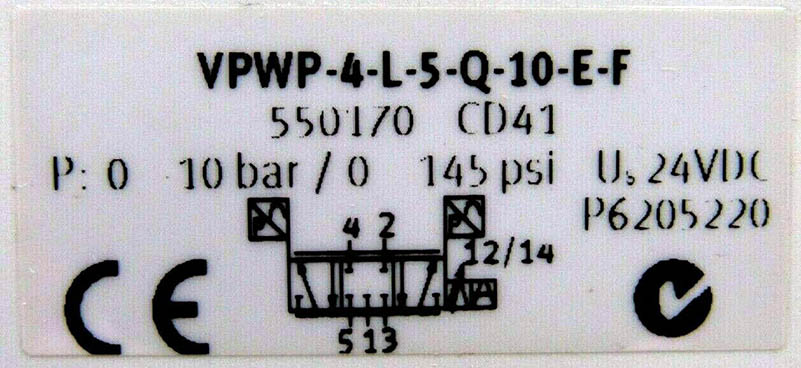 VPWP-4-L-5-Q-10-E-F
550170 CD41
P: 0 10 bar / 0 145 psi Us 24VDC
P6205220
4 2
12/14
5 1 3
CE